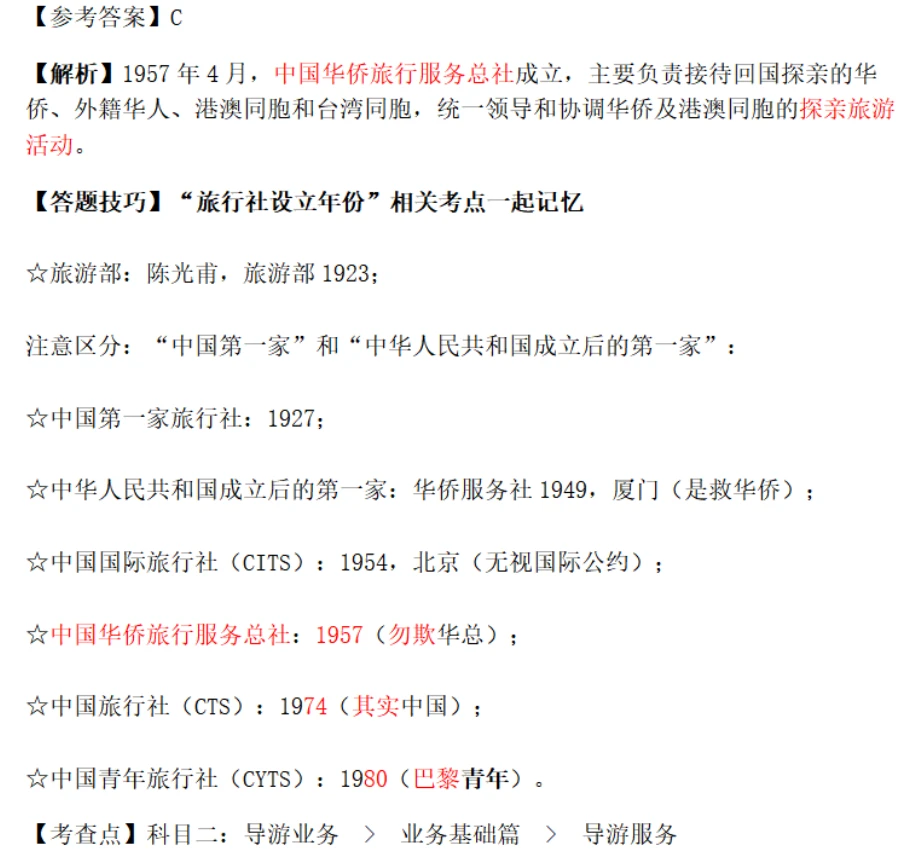 【参考答案】C
【解析】1957 年 4 月，中国华侨旅行服务总社成立，主要负责接待回国探亲的华
侨、外籍华人、港澳同胞和台湾同胞，统一领导和协调华侨及港澳同胞的探亲旅游
活动。
【答题技巧】“旅行社设立年份”相关考点一起记忆
☆旅游部：陈光甫，旅游部 1923；
注意区分：“中国第一家”和“中华人民共和国成立后的第一家”：
☆中国第一家旅行社：1927；
☆中华人民共和国成立后的第一家：华侨服务社 1949，厦门（是救华侨）；
☆中国国际旅行社（CITS）：1954，北京（无视国际公约）；
☆中国华侨旅行服务总社：1957（勿欺华总）；
☆中国旅行社（CTS）：1974（其实中国）；
☆中国青年旅行社（CYTS）：1980（巴黎青年）。
【考查点】科目二：导游业务 > 业务基础篇 > 导游服务